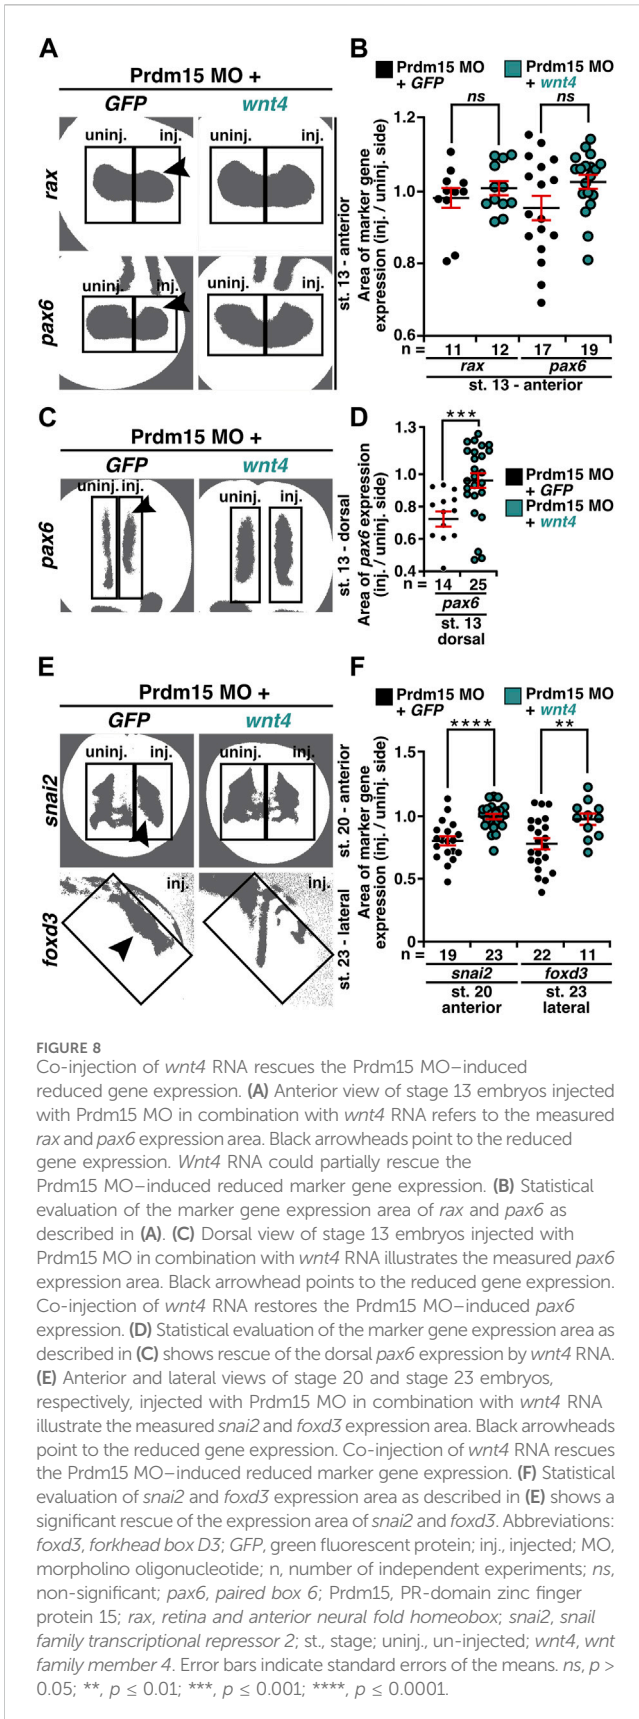 A
Prdm15 MO +
GFP wnt4
uninj. inj.
rax
uninj. inj.
pax6
st. 13 - anterior
B
Prdm15 MO + GFP
Prdm15 MO + wnt4
ns ns
Area of marker gene expression (inj. / uninj. side)
1.2
1.0
0.8
0.6
n = 11 12 17 19
rax pax6
st. 13 - anterior
C
Prdm15 MO +
GFP wnt4
uninj. inj. uninj. inj.
pax6
st. 13 - dorsal
D
***
Area of pax6 expression (inj. / uninj. side)
1.3
1.0
0.8
0.6
0.4
n = 14 25
pax6
st. 13
dorsal
Prdm15 MO
+ GFP
Prdm15 MO
+ wnt4
E
Prdm15 MO +
GFP wnt4
uninj. inj. uninj. inj.
snai2
st. 20 - anterior
inj. inj.
foxd3
st. 23 - lateral
F
Prdm15 MO + GFP
Prdm15 MO + wnt4
**** **
Area of marker gene expression (inj. / uninj. side)
1.5
1.0
0.5
0
n = 19 23 22 11
snai2 foxd3
st. 20 st. 23
anterior lateral
FIGURE 8
Co-injection of wnt4 RNA rescues the Prdm15 MO–induced
reduced gene expression. (A) Anterior view of stage 13 embryos injected
with Prdm15 MO in combination with wnt4 RNA refers to the measured
rax and pax6 expression area. Black arrowheads point to the reduced
gene expression. Wnt4 RNA could partially rescue the
Prdm15 MO–induced reduced marker gene expression. (B) Statistical
evaluation of the marker gene expression area of rax and pax6 as
described in (A). (C) Dorsal view of stage 13 embryos injected with
Prdm15 MO in combination with wnt4 RNA illustrates the measured pax6
expression area. Black arrowhead points to the reduced gene expression.
Co-injection of wnt4 RNA restores the Prdm15 MO–induced pax6
expression. (D) Statistical evaluation of the marker gene expression area as
described in (C) shows rescue of the dorsal pax6 expression by wnt4 RNA.
(E) Anterior and lateral views of stage 20 and stage 23 embryos,
respectively, injected with Prdm15 MO in combination with wnt4 RNA
illustrate the measured snai2 and foxd3 expression area. Black arrowheads
point to the reduced gene expression. Co-injection of wnt4 RNA rescues
the Prdm15 MO–induced reduced marker gene expression. (F) Statistical
evaluation of snai2 and foxd3 expression area as described in (E) shows a
significant rescue of the expression area of snai2 and foxd3. Abbreviations:
foxd3, forkhead box D3; GFP, green fluorescent protein; inj., injected; MO,
morpholino oligonucleotide; n, number of independent experiments; ns,
non-significant; pax6, paired box 6; Prdm15, PR-domain zinc finger
protein 15; rax, retina and anterior neural fold homeobox; snai2, snail
family transcriptional repressor 2; st., stage; uninj., un-injected; wnt4, wnt
family member 4. Error bars indicate standard errors of the means. ns, p >
0.05; **, p ≤ 0.01; ***, p ≤ 0.001; ****, p ≤ 0.0001.